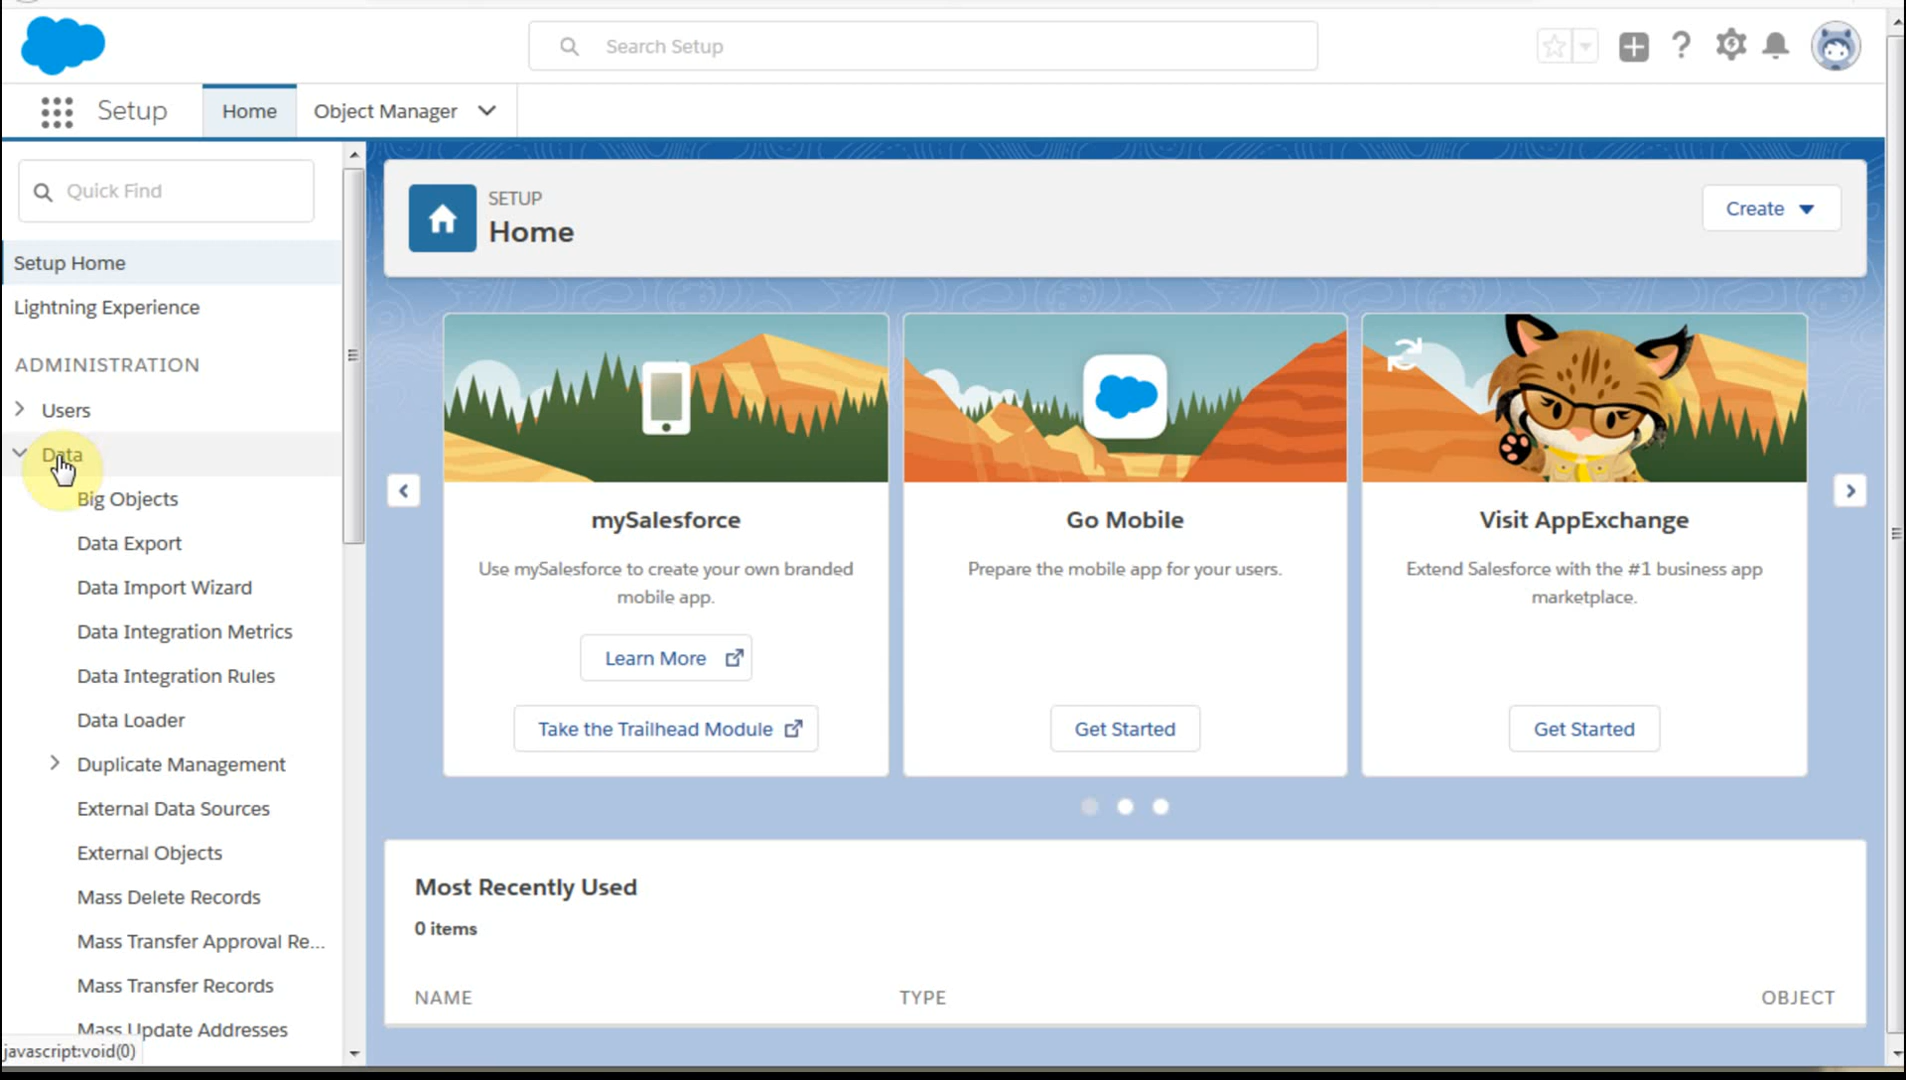 Search Setup
Setup
Home
Object Manager
Quick Find
Setup Home
Lightning Experience
ADMINISTRATION
Users
Data
Big Objects
Data Export
Data Import Wizard
Data Integration Metrics
Data Integration Rules
Data Loader
Duplicate Management
External Data Sources
External Objects
Mass Delete Records
Mass Transfer Approval Re...
Mass Transfer Records
Mass Update Addresses
javascript:void(0)
SETUP
Home
Create
mySalesforce
Use mySalesforce to create your own branded
mobile app.
Learn More
Take the Trailhead Module
Go Mobile
Prepare the mobile app for your users.
Get Started
Visit AppExchange
Extend Salesforce with the #1 business app
marketplace.
Get Started
Most Recently Used
0 items
NAME
TYPE
OBJECT